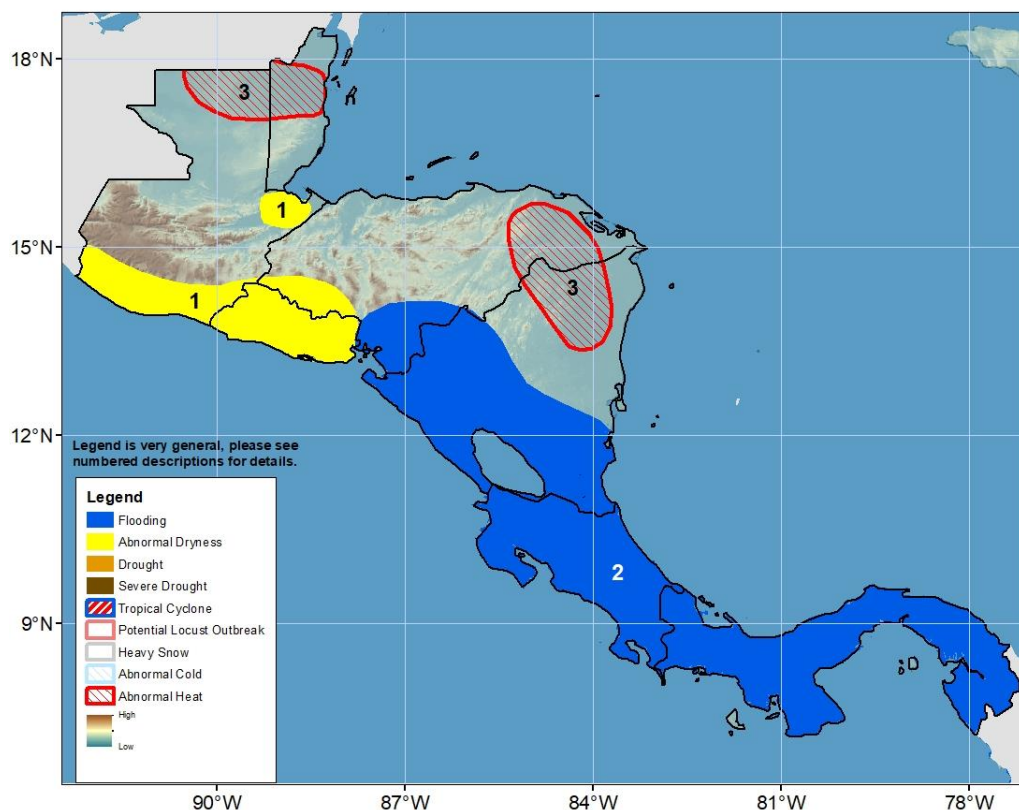 18°N
15°N
12°N
9°N
3
1
1
3
2
Legend is very general, please see
numbered descriptions for details.
Legend
Flooding
Abnormal Dryness
Drought
Severe Drought
Tropical Cyclone
Potential Locust Outbreak
Heavy Snow
Abnormal Cold
Abnormal Heat
High
Low
90°W
87°W
84°W
81°W
78°W